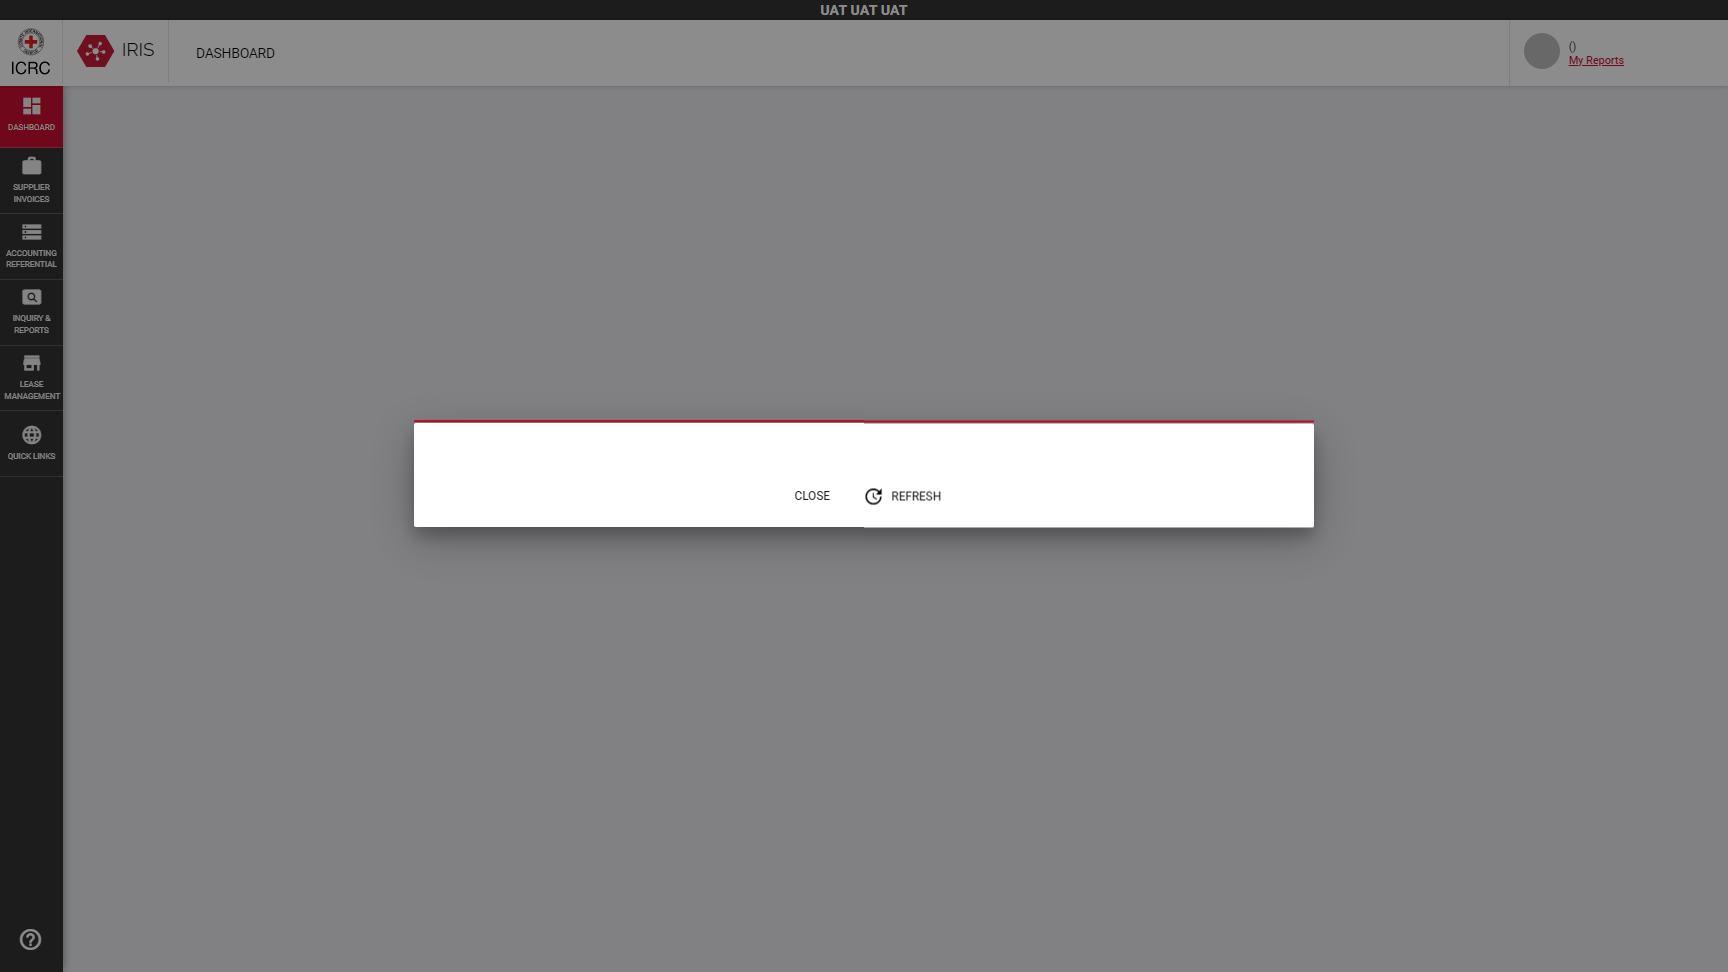 UAT UAT UAT
ICRC
IRIS
DASHBOARD
()
My Reports
DASHBOARD
SUPPLIER
INVOICES
ACCOUNTING
REFERENTIAL
INQUIRY &
REPORTS
LEASE
MANAGEMENT
QUICK LINKS
CLOSE
REFRESH